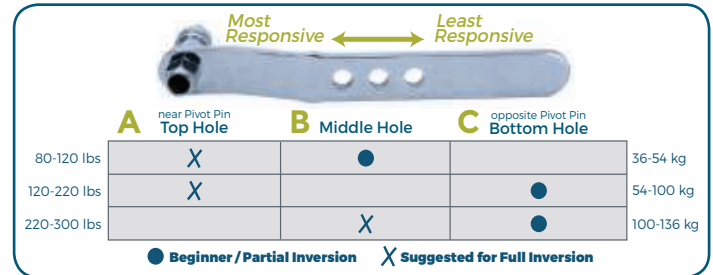 Most
Responsive
Least
Responsive
A near Pivot Pin
Top Hole
B Middle Hole
C opposite Pivot Pin
Bottom Hole
80-120 lbs X ● 36-54 kg
120-220 lbs X ● 54-100 kg
220-300 lbs X ● 100-136 kg
● Beginner / Partial Inversion X Suggested for Full Inversion